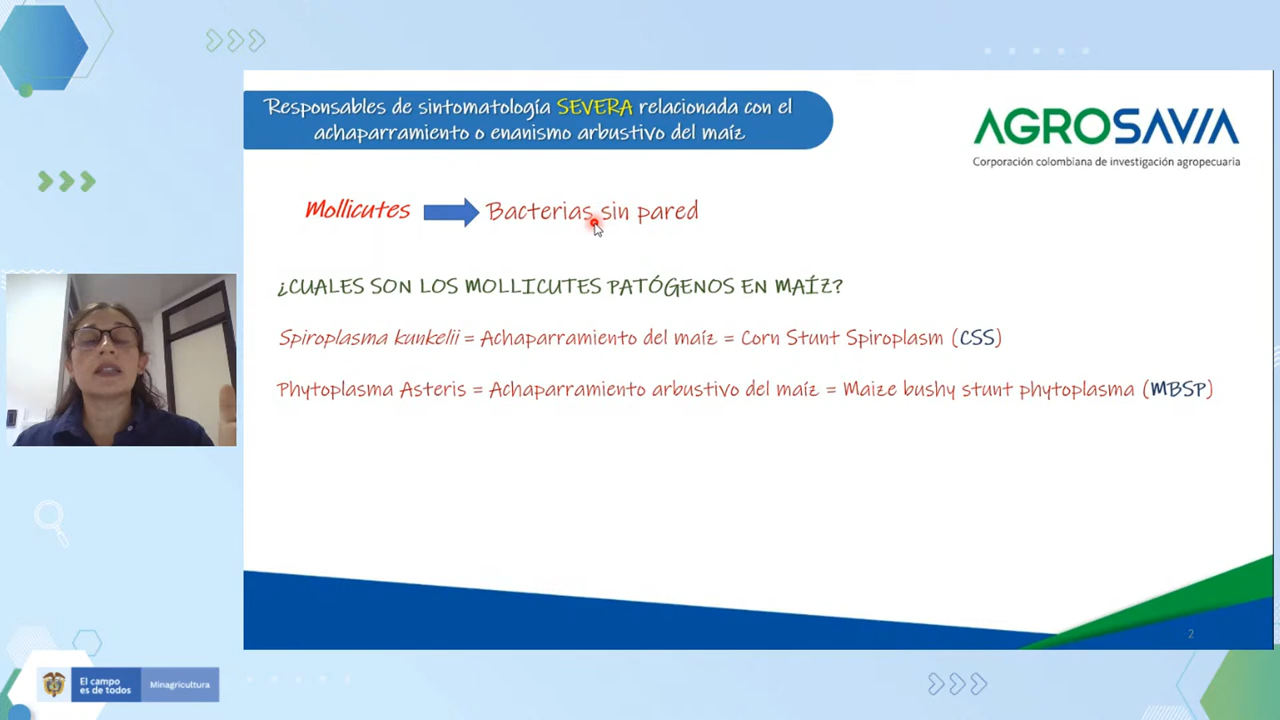 Responsables de sintomatología SEVERA relacionada con el
achaparramiento o enanismo arbustivo del maíz
AGROSAVIA
Corporación colombiana de investigación agropecuaria
Mollicutes
Bacterias sin pared
¿CUALES SON LOS MOLLICUTES PATÓGENOS EN MAÍZ?
Spiroplasma kunkelii = Achaparramiento del maíz = Corn Stunt Spiroplasm (CSS)
Phytoplasma Asteris = Achaparramiento arbustivo del maíz = Maize bushy stunt phytoplasma (MBSP)
2
El campo
es de todos
Minagricultura